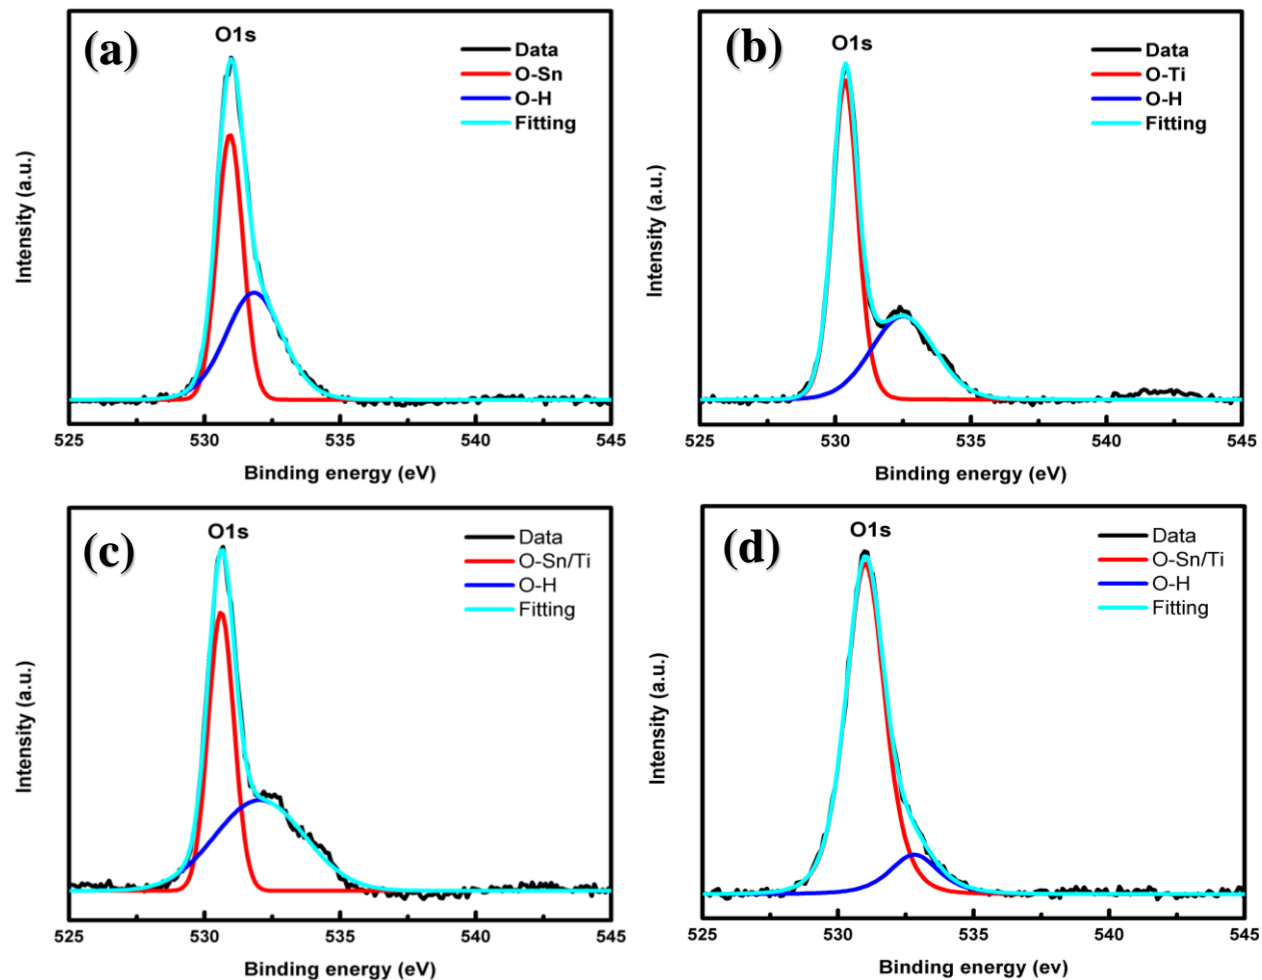 (a)
O1s
Data
O-Sn
O-H
Fitting
Intensity (a.u.)
525 530 535 540 545
Binding energy (eV)
(b)
O1s
Data
O-Ti
O-H
Fitting
Intensity (a.u.)
525 530 535 540 545
Binding energy (eV)
(c)
O1s
Data
O-Sn/Ti
O-H
Fitting
Intensity (a.u.)
525 530 535 540 545
Binding energy (eV)
(d)
O1s
Data
O-Sn/Ti
O-H
Fitting
Intensity (a.u.)
525 530 535 540 545
Binding energy (ev)